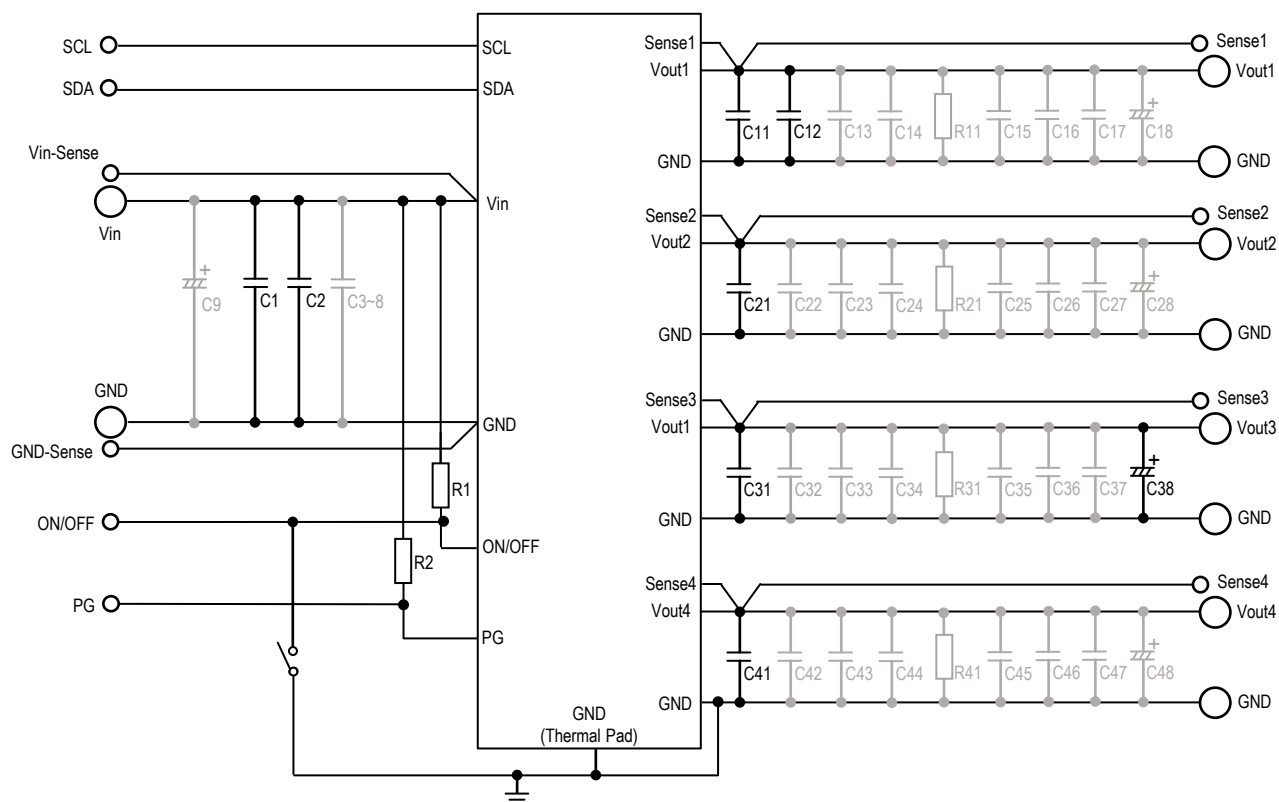 SCL
SDA
Vin-Sense
Vin
C9
C1
C2
C3~8
GND
GND-Sense
ON/OFF
PG
R1
R2
SCL
SDA
Vin
GND
ON/OFF
PG
GND
(Thermal Pad)
Sense1
Vout1
GND
C11
C12
C13
C14
R11
C15
C16
C17
C18
+
Sense1
Vout1
GND
Sense2
Vout2
GND
C21
C22
C23
C24
R21
C25
C26
C27
C28
+
Sense2
Vout2
GND
Sense3
Vout1
GND
C31
C32
C33
C34
R31
C35
C36
C37
C38
+
Sense3
Vout3
GND
Sense4
Vout4
GND
C41
C42
C43
C44
R41
C45
C46
C47
C48
+
Sense4
Vout4
GND